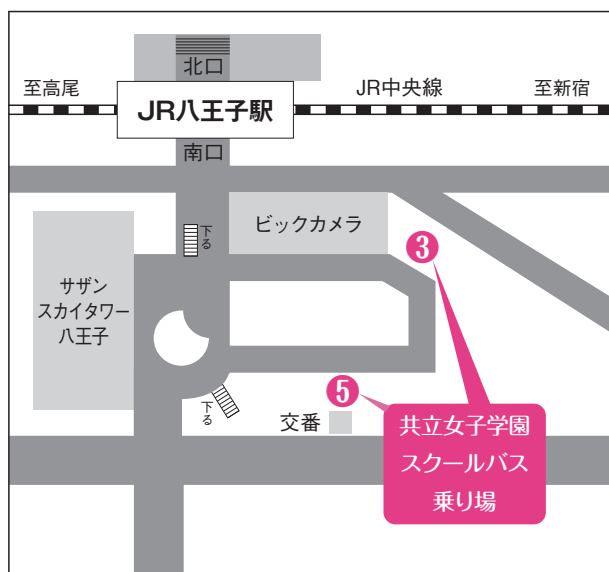 北口
至高尾
JR中央線
至新宿
JR八王子駅
南口
下る
ビックカメラ
3
サザン
スカイタワー
八王子
5
下る
交番
共立女子学園
スクールバス
乗り場